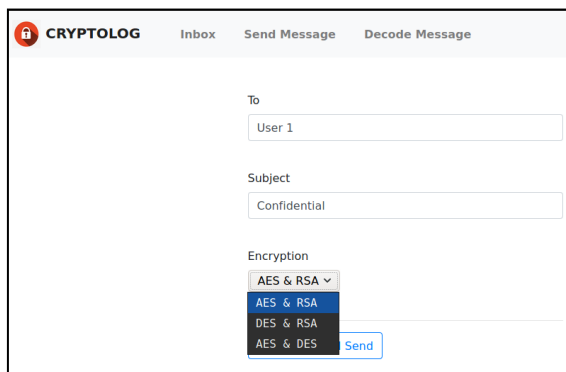 CRYPTOLOG Inbox Send Message Decode Message
To
User 1
Subject
Confidential
Encryption
AES & RSA
AES & RSA
DES & RSA
AES & DES
Send